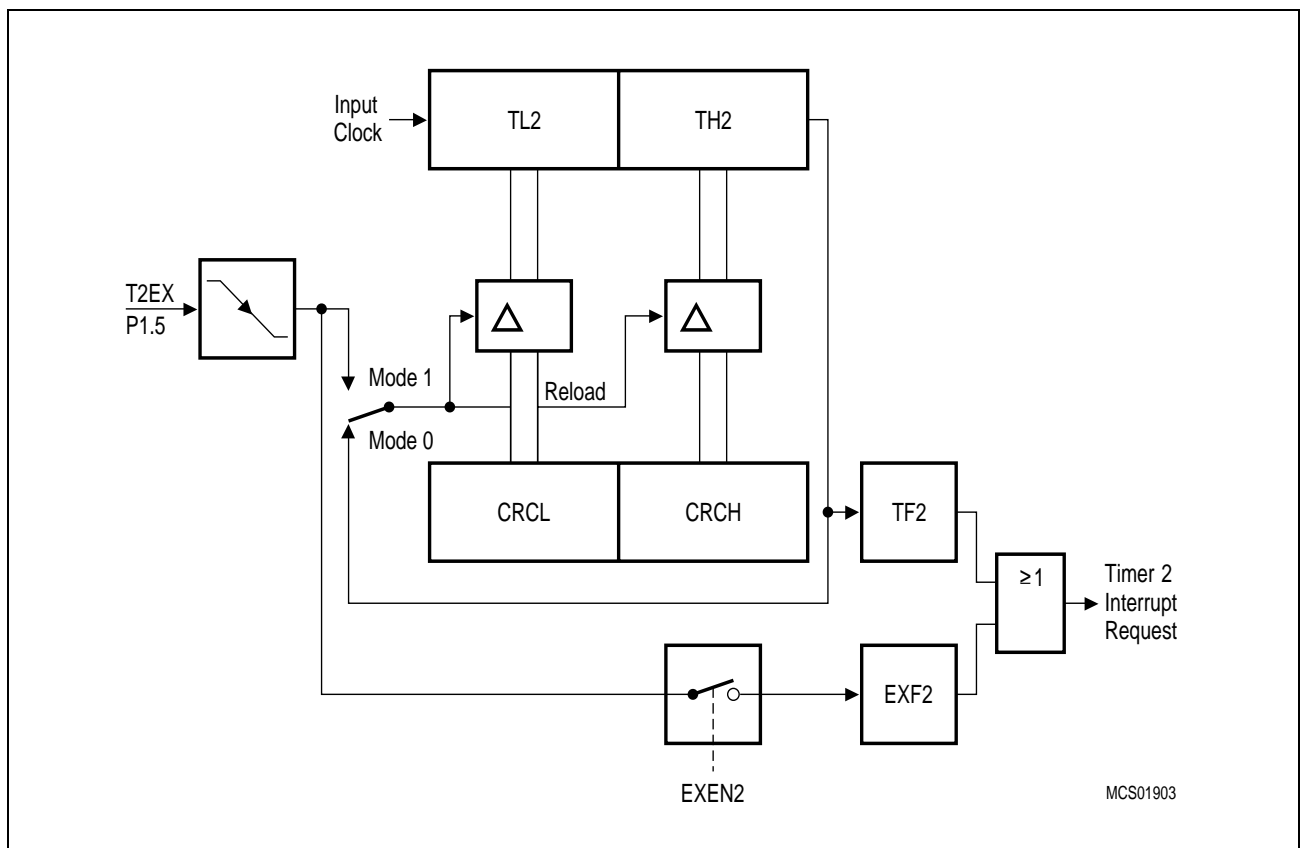 Input
Clock
TL2
TH2
T2EX
P1.5
Mode 1
Reload
Mode 0
CRCL
CRCH
TF2
≥1
Timer 2
Interrupt
Request
EXF2
EXEN2
MCS01903